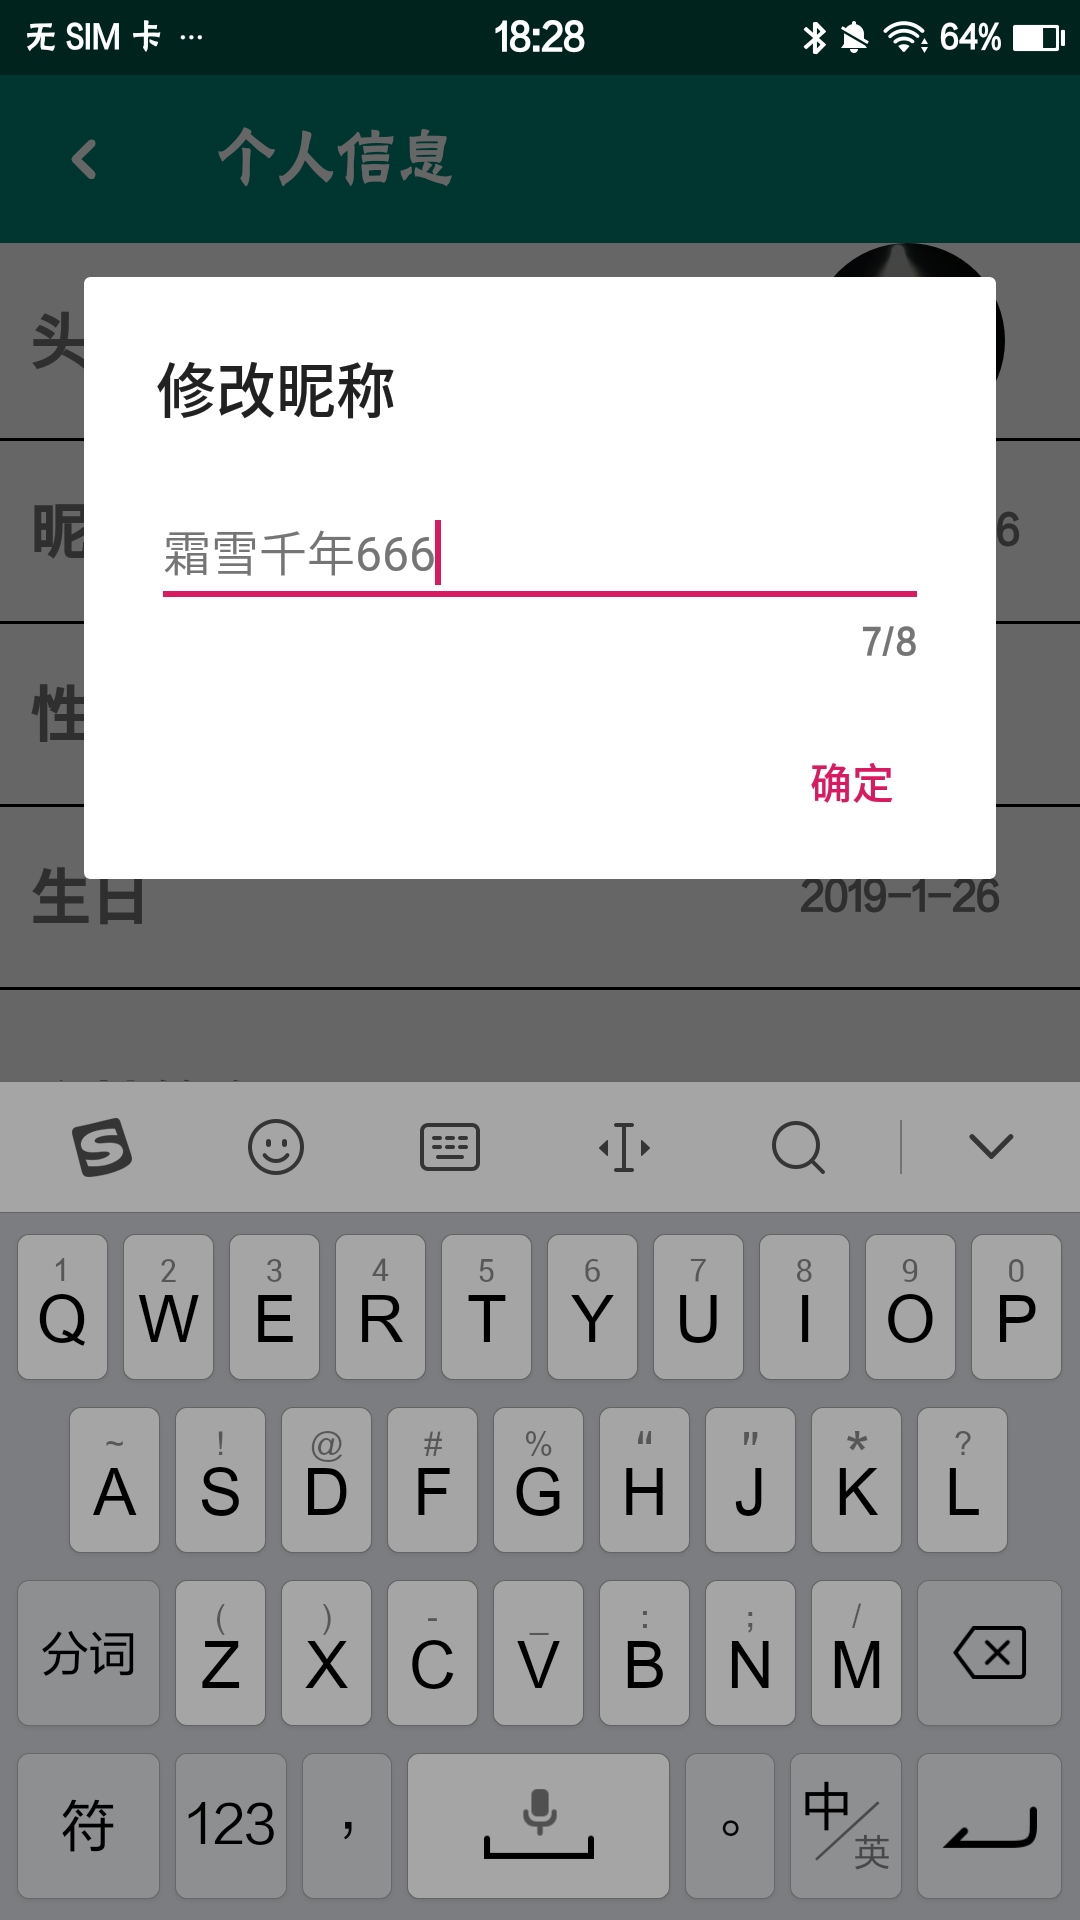 无 SIM 卡 ··· 18:28 64%
个人信息
头
修改昵称
昵 6
霜雪千年666
7/8
性
确定
生日 2019-1-26
1 2 3 4 5 6 7 8 9 0
Q W E R T Y U I O P
~ ! @ # % “ " * ?
A S D F G H J K L
( ) - _ : ; /
分词 Z X C V B N M
符 123 ， 。 中/英